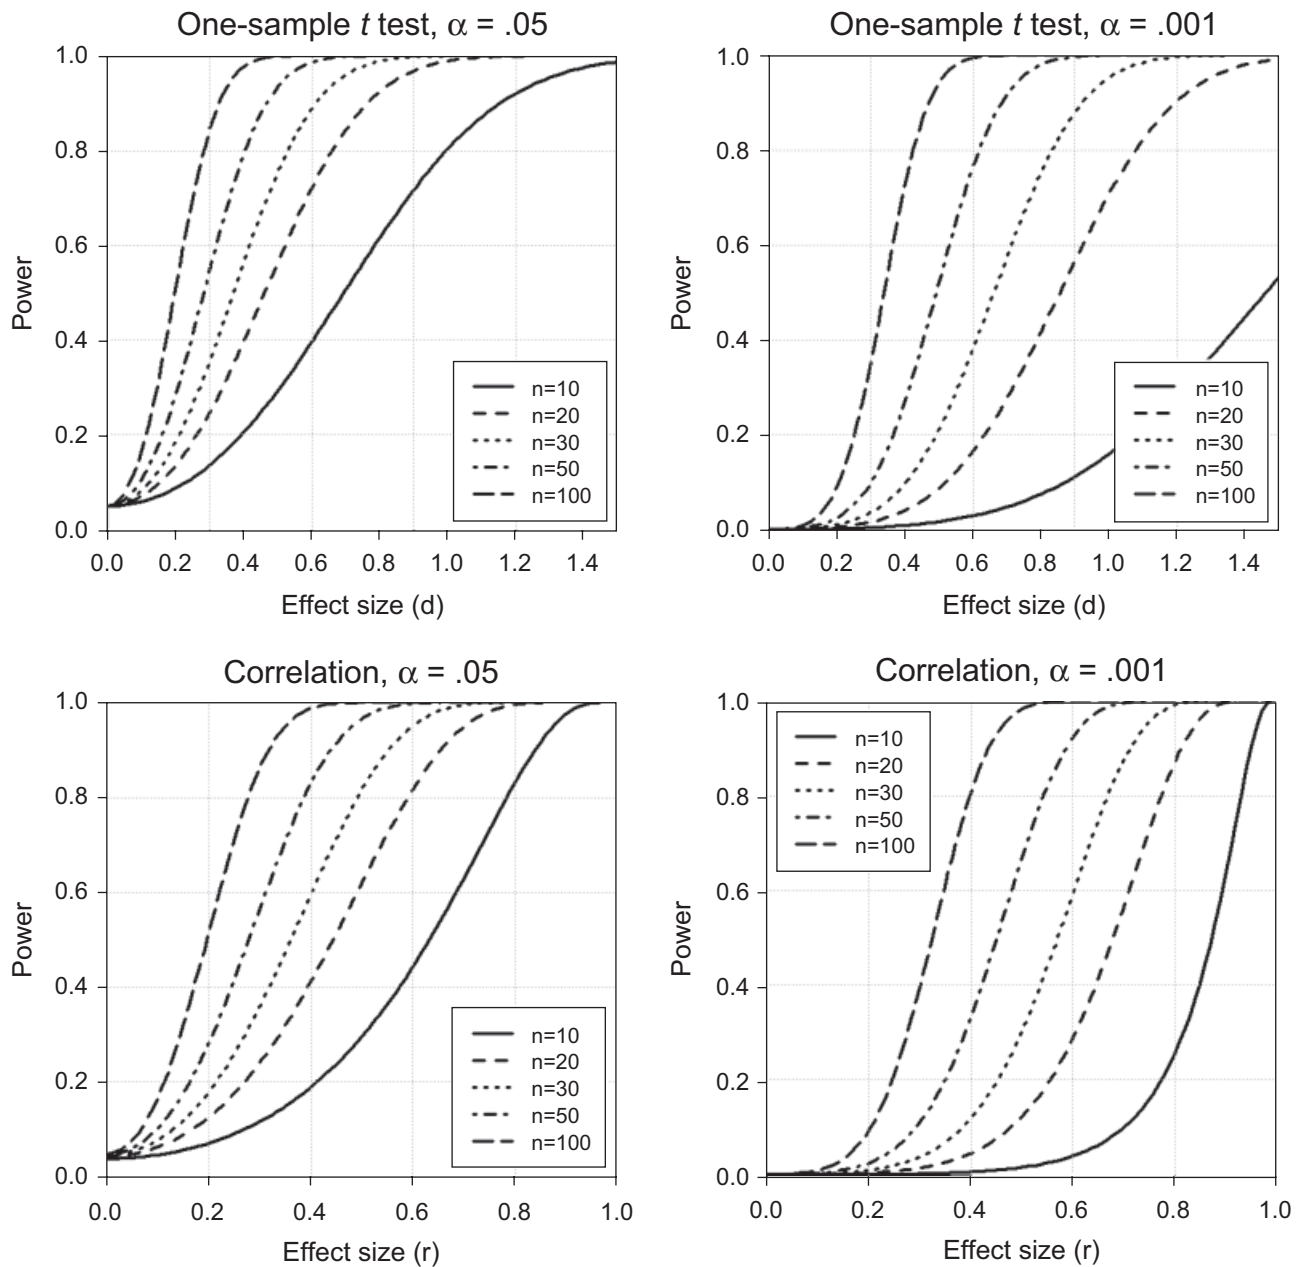 One-sample t test, α = .05
1.0
0.8
0.6
0.4
0.2
0.0
Power
n=10
n=20
n=30
n=50
n=100
0.0 0.2 0.4 0.6 0.8 1.0 1.2 1.4
Effect size (d)
One-sample t test, α = .001
1.0
0.8
0.6
0.4
0.2
0.0
Power
n=10
n=20
n=30
n=50
n=100
0.0 0.2 0.4 0.6 0.8 1.0 1.2 1.4
Effect size (d)
Correlation, α = .05
1.0
0.8
0.6
0.4
0.2
0.0
Power
n=10
n=20
n=30
n=50
n=100
0.0 0.2 0.4 0.6 0.8 1.0
Effect size (r)
Correlation, α = .001
1.0
0.8
0.6
0.4
0.2
0.0
Power
n=10
n=20
n=30
n=50
n=100
0.0 0.2 0.4 0.6 0.8 1.0
Effect size (r)